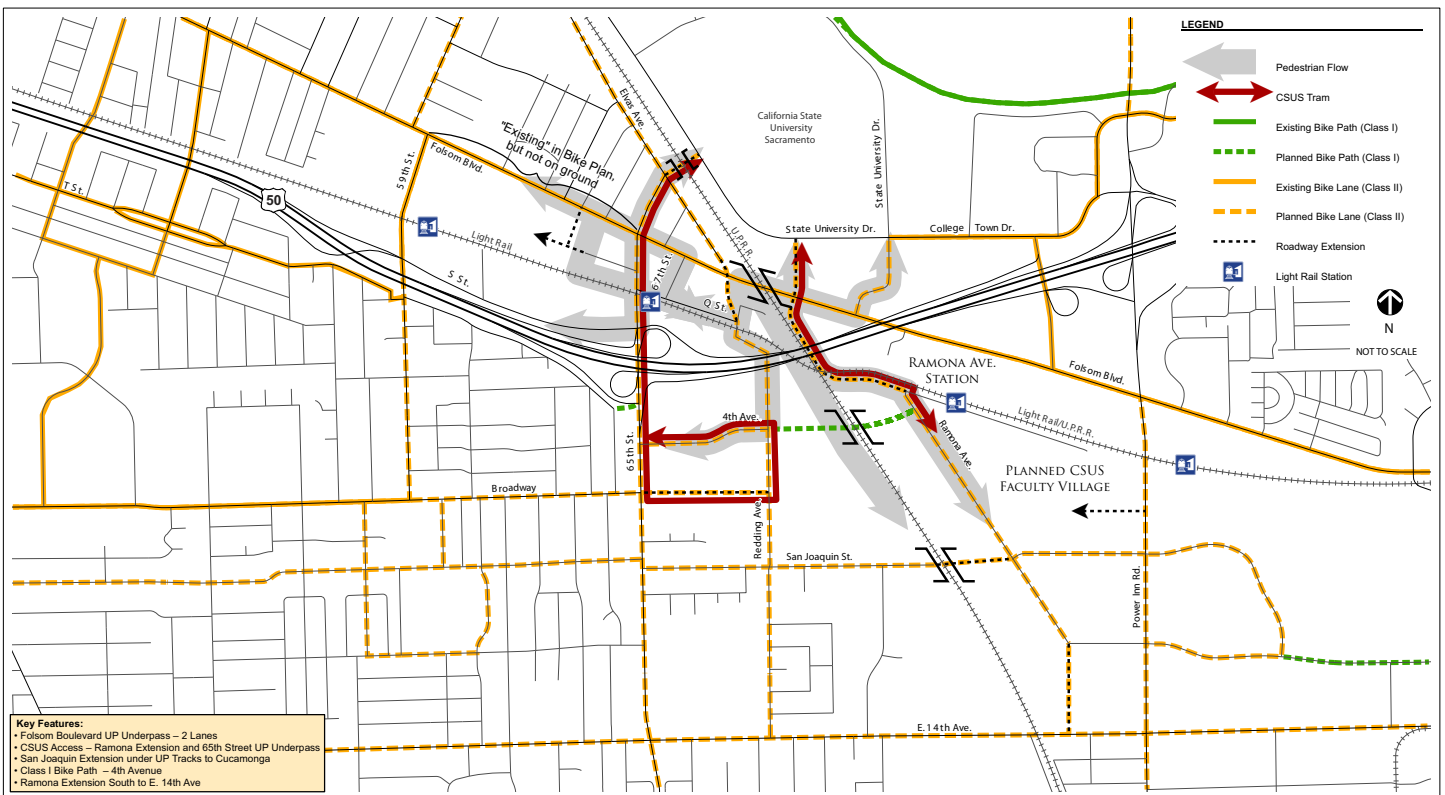 LEGEND
Pedestrian Flow
CSUS Tram
Existing Bike Path (Class I)
Planned Bike Path (Class I)
Existing Bike Lane (Class II)
Planned Bike Lane (Class II)
Roadway Extension
Light Rail Station
N
NOT TO SCALE
California State
University
Sacramento
Elvas Ave.
State University Dr.
"Existing" in Bike Plan,
but not on ground
Folsom Blvd.
59th St.
T St.
50
Light Rail
S St.
67th St.
Q St.
U.P.R.R.
State University Dr.
College Town Dr.
Ramona Ave.
Station
Folsom Blvd.
Light Rail/U.P.R.R.
4th Ave.
65th St.
Ramona Ave.
Planned CSUS
Faculty Village
Broadway
Redding Ave.
San Joaquin St.
Power Inn Rd.
E. 14th Ave.
Key Features:
• Folsom Boulevard UP Underpass – 2 Lanes
• CSUS Access – Ramona Extension and 65th Street UP Underpass
• San Joaquin Extension under UP Tracks to Cucamonga
• Class I Bike Path – 4th Avenue
• Ramona Extension South to E. 14th Ave